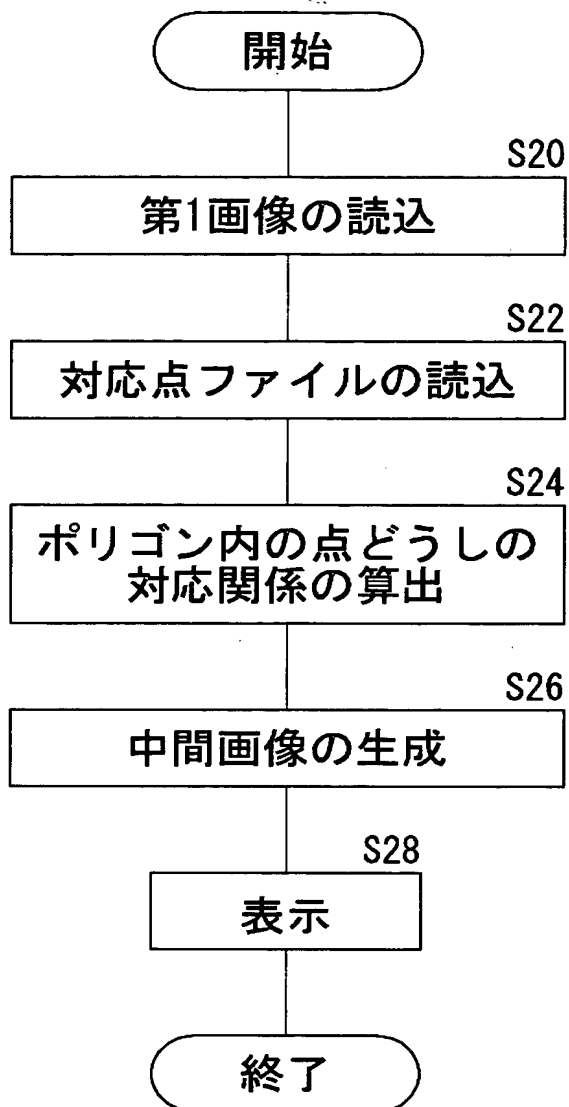 開始
S20
第1画像の読込
S22
対応点ファイルの読込
S24
ポリゴン内の点どうしの
対応関係の算出
S26
中間画像の生成
S28
表示
終了